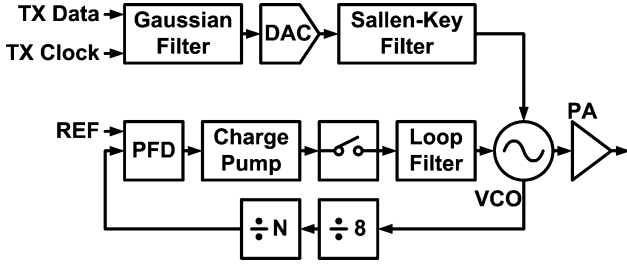 TX Data
TX Clock
Gaussian
Filter
DAC
Sallen-Key
Filter
REF
PFD
Charge
Pump
Loop
Filter
VCO
PA
÷ N
÷ 8